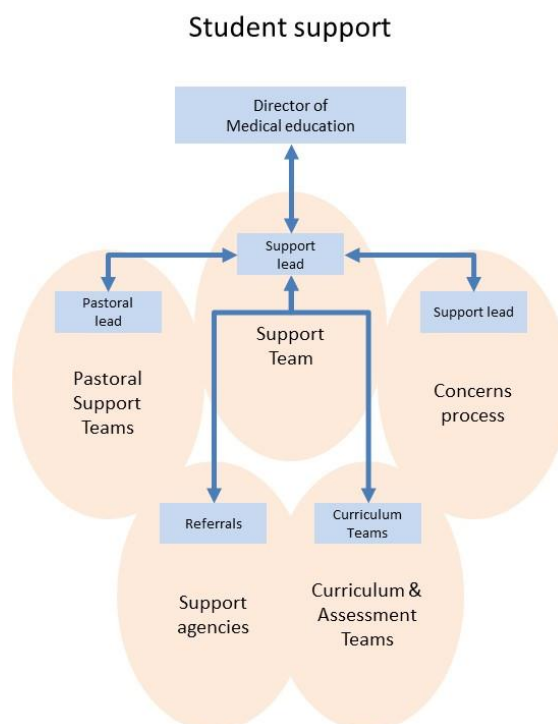 Student support
Director of
Medical education
Support
lead
Support
Team
Pastoral
lead
Pastoral
Support
Teams
Support lead
Concerns
process
Referrals
Support
agencies
Curriculum
Teams
Curriculum &
Assessment
Teams